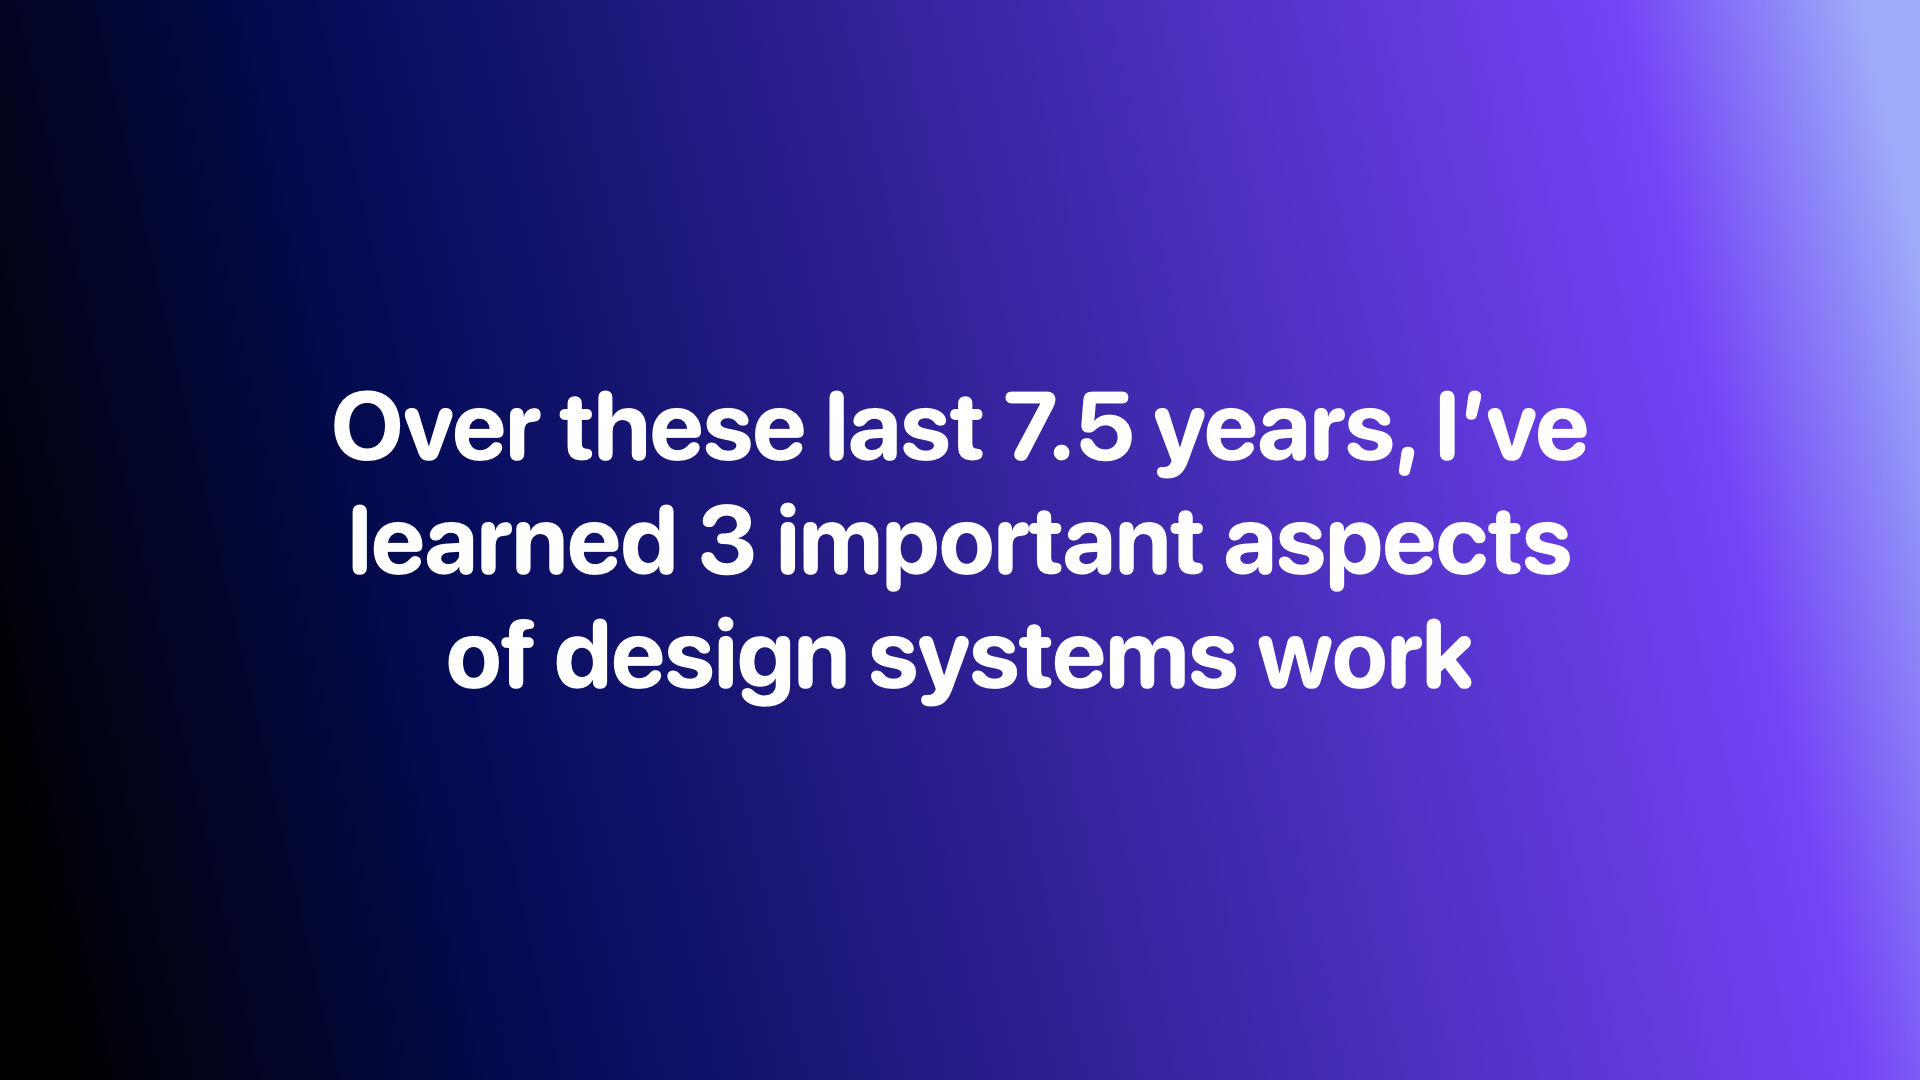 Over these last 7.5 years, I’ve
learned 3 important aspects
of design systems work